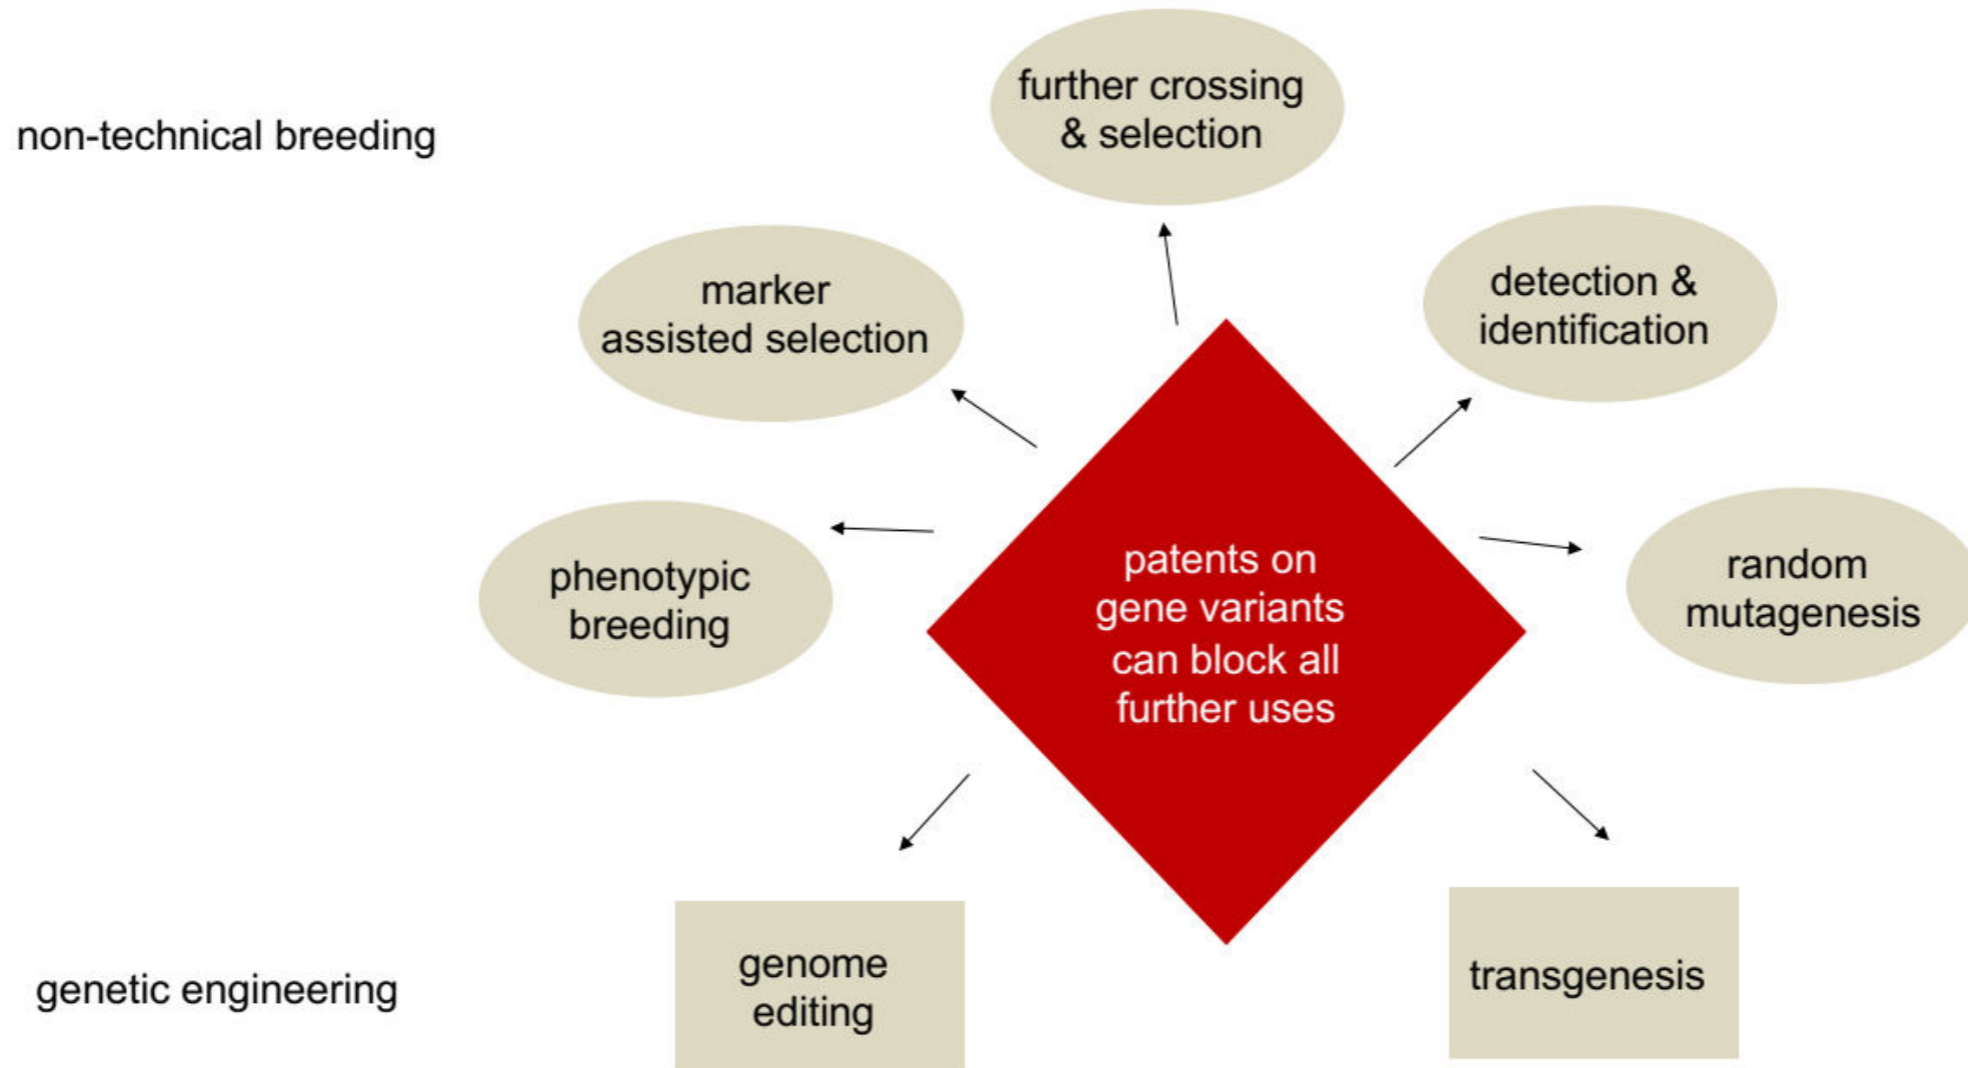 further crossing
& selection
non-technical breeding
marker
assisted selection
detection &
identification
phenotypic
breeding
patents on
gene variants
can block all
further uses
random
mutagenesis
genetic engineering
genome
editing
transgenesis